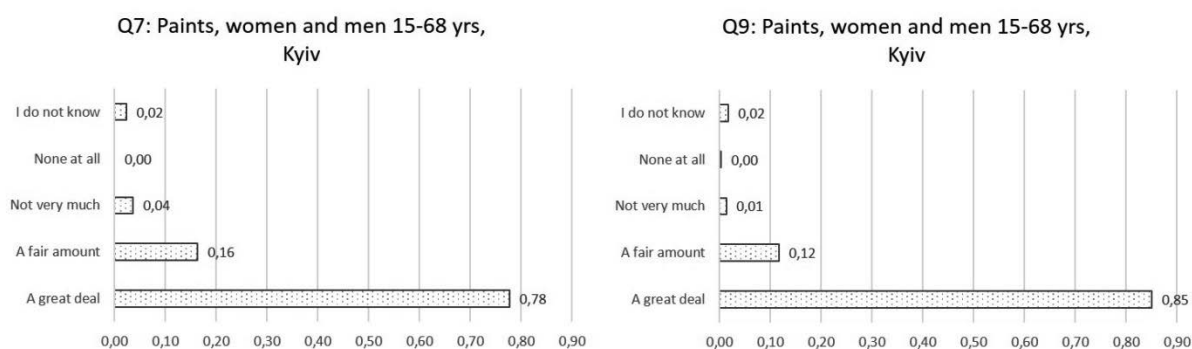 Q7: Paints, women and men 15-68 yrs,
Kyiv
I do not know
0,02
None at all
0,00
Not very much
0,04
A fair amount
0,16
A great deal
0,78
0,00 0,10 0,20 0,30 0,40 0,50 0,60 0,70 0,80 0,90
Q9: Paints, women and men 15-68 yrs,
Kyiv
I do not know
0,02
None at all
0,00
Not very much
0,01
A fair amount
0,12
A great deal
0,85
0,00 0,10 0,20 0,30 0,40 0,50 0,60 0,70 0,80 0,90